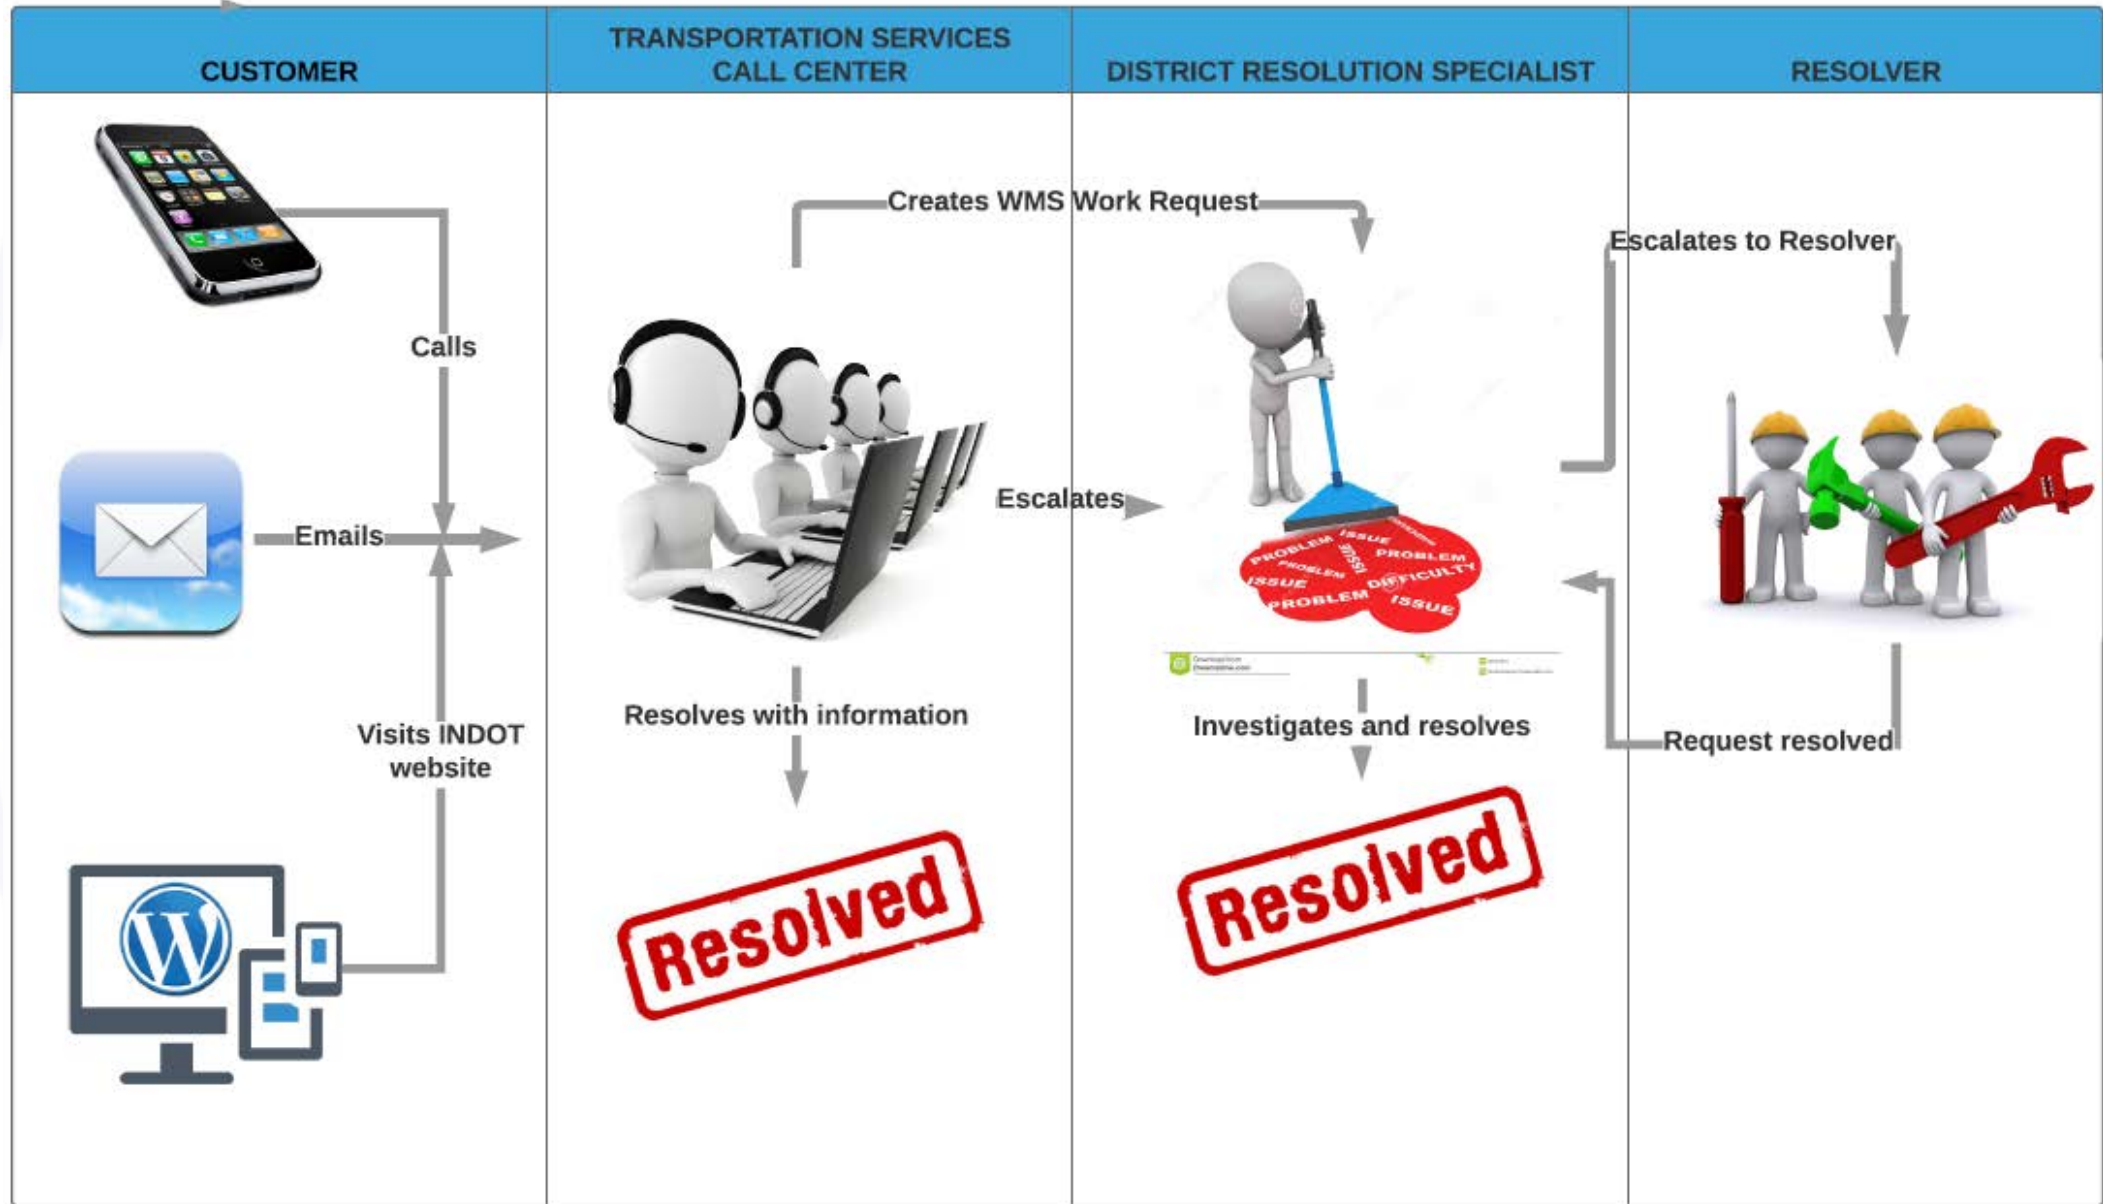 CUSTOMER
TRANSPORTATION SERVICES
CALL CENTER
DISTRICT RESOLUTION SPECIALIST
RESOLVER
Creates WMS Work Request
Escalates to Resolver
Calls
Emails
Escalates
PROBLEM ISSUE
PROBLEM
PROBLEM
ISSUE
ISSUE
DIFFICULTY
PROBLEM
ISSUE
Resolves with information
Investigates and resolves
Visits INDOT
website
Request resolved
Resolved
Resolved